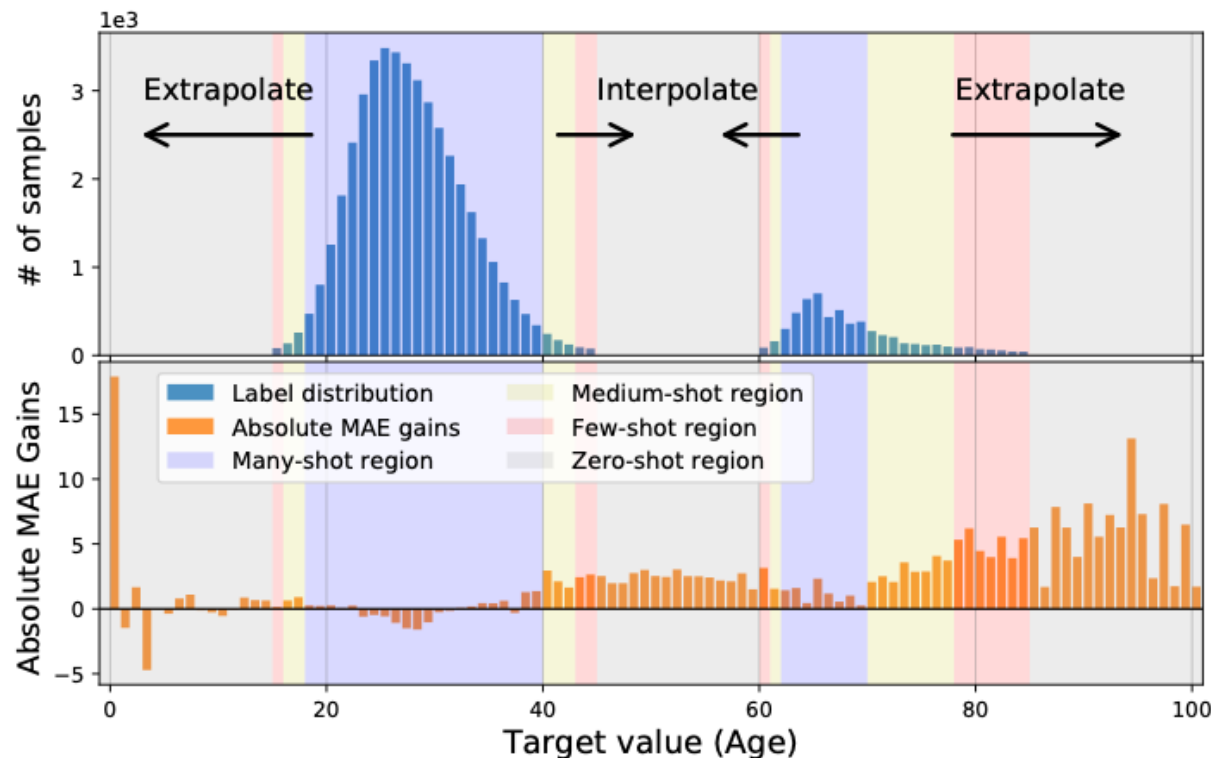 1e3
Extrapolate
Interpolate
Extrapolate
# of samples
3
2
1
0
Label distribution
Medium-shot region
Absolute MAE gains
Few-shot region
Many-shot region
Zero-shot region
Absolute MAE Gains
15
10
5
0
−5
0
20
40
60
80
100
Target value (Age)